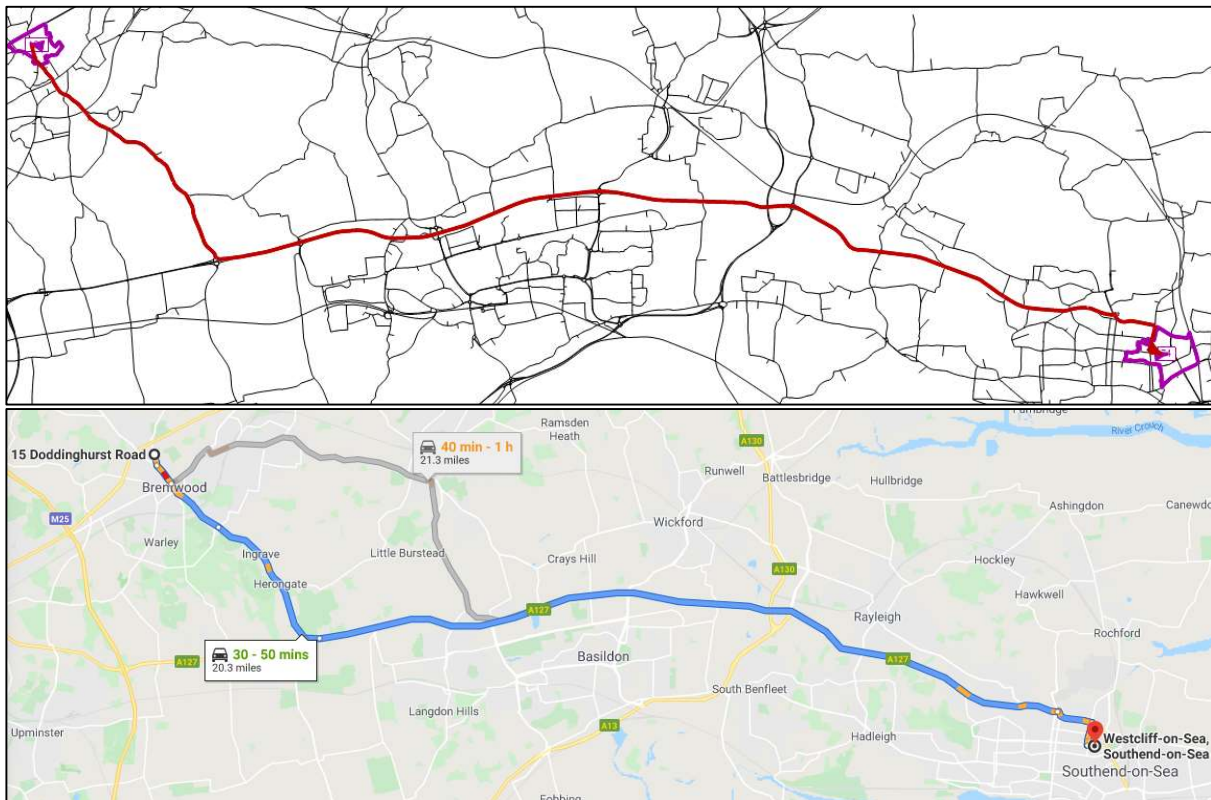 Ramsden
Heath
A130
Pambridge
River Crouch
40 min - 1 h
21.3 miles
15 Doddinghurst Road
Brentwood
Runwell
Battlesbridge
Hullbridge
Ashingdon
Canewdo
M25
Wickford
Warley
Ingrave
Little Burstead
Crays Hill
Hockley
Herongate
A130
Hawkwell
A127
Rayleigh
Rochford
30 - 50 mins
20.3 miles
A127
Basildon
A127
South Benfleet
Langdon Hills
A13
Upminster
Hadleigh
Westcliff-on-Sea,
Southend-on-Sea
Southend-on-Sea
Fobbing